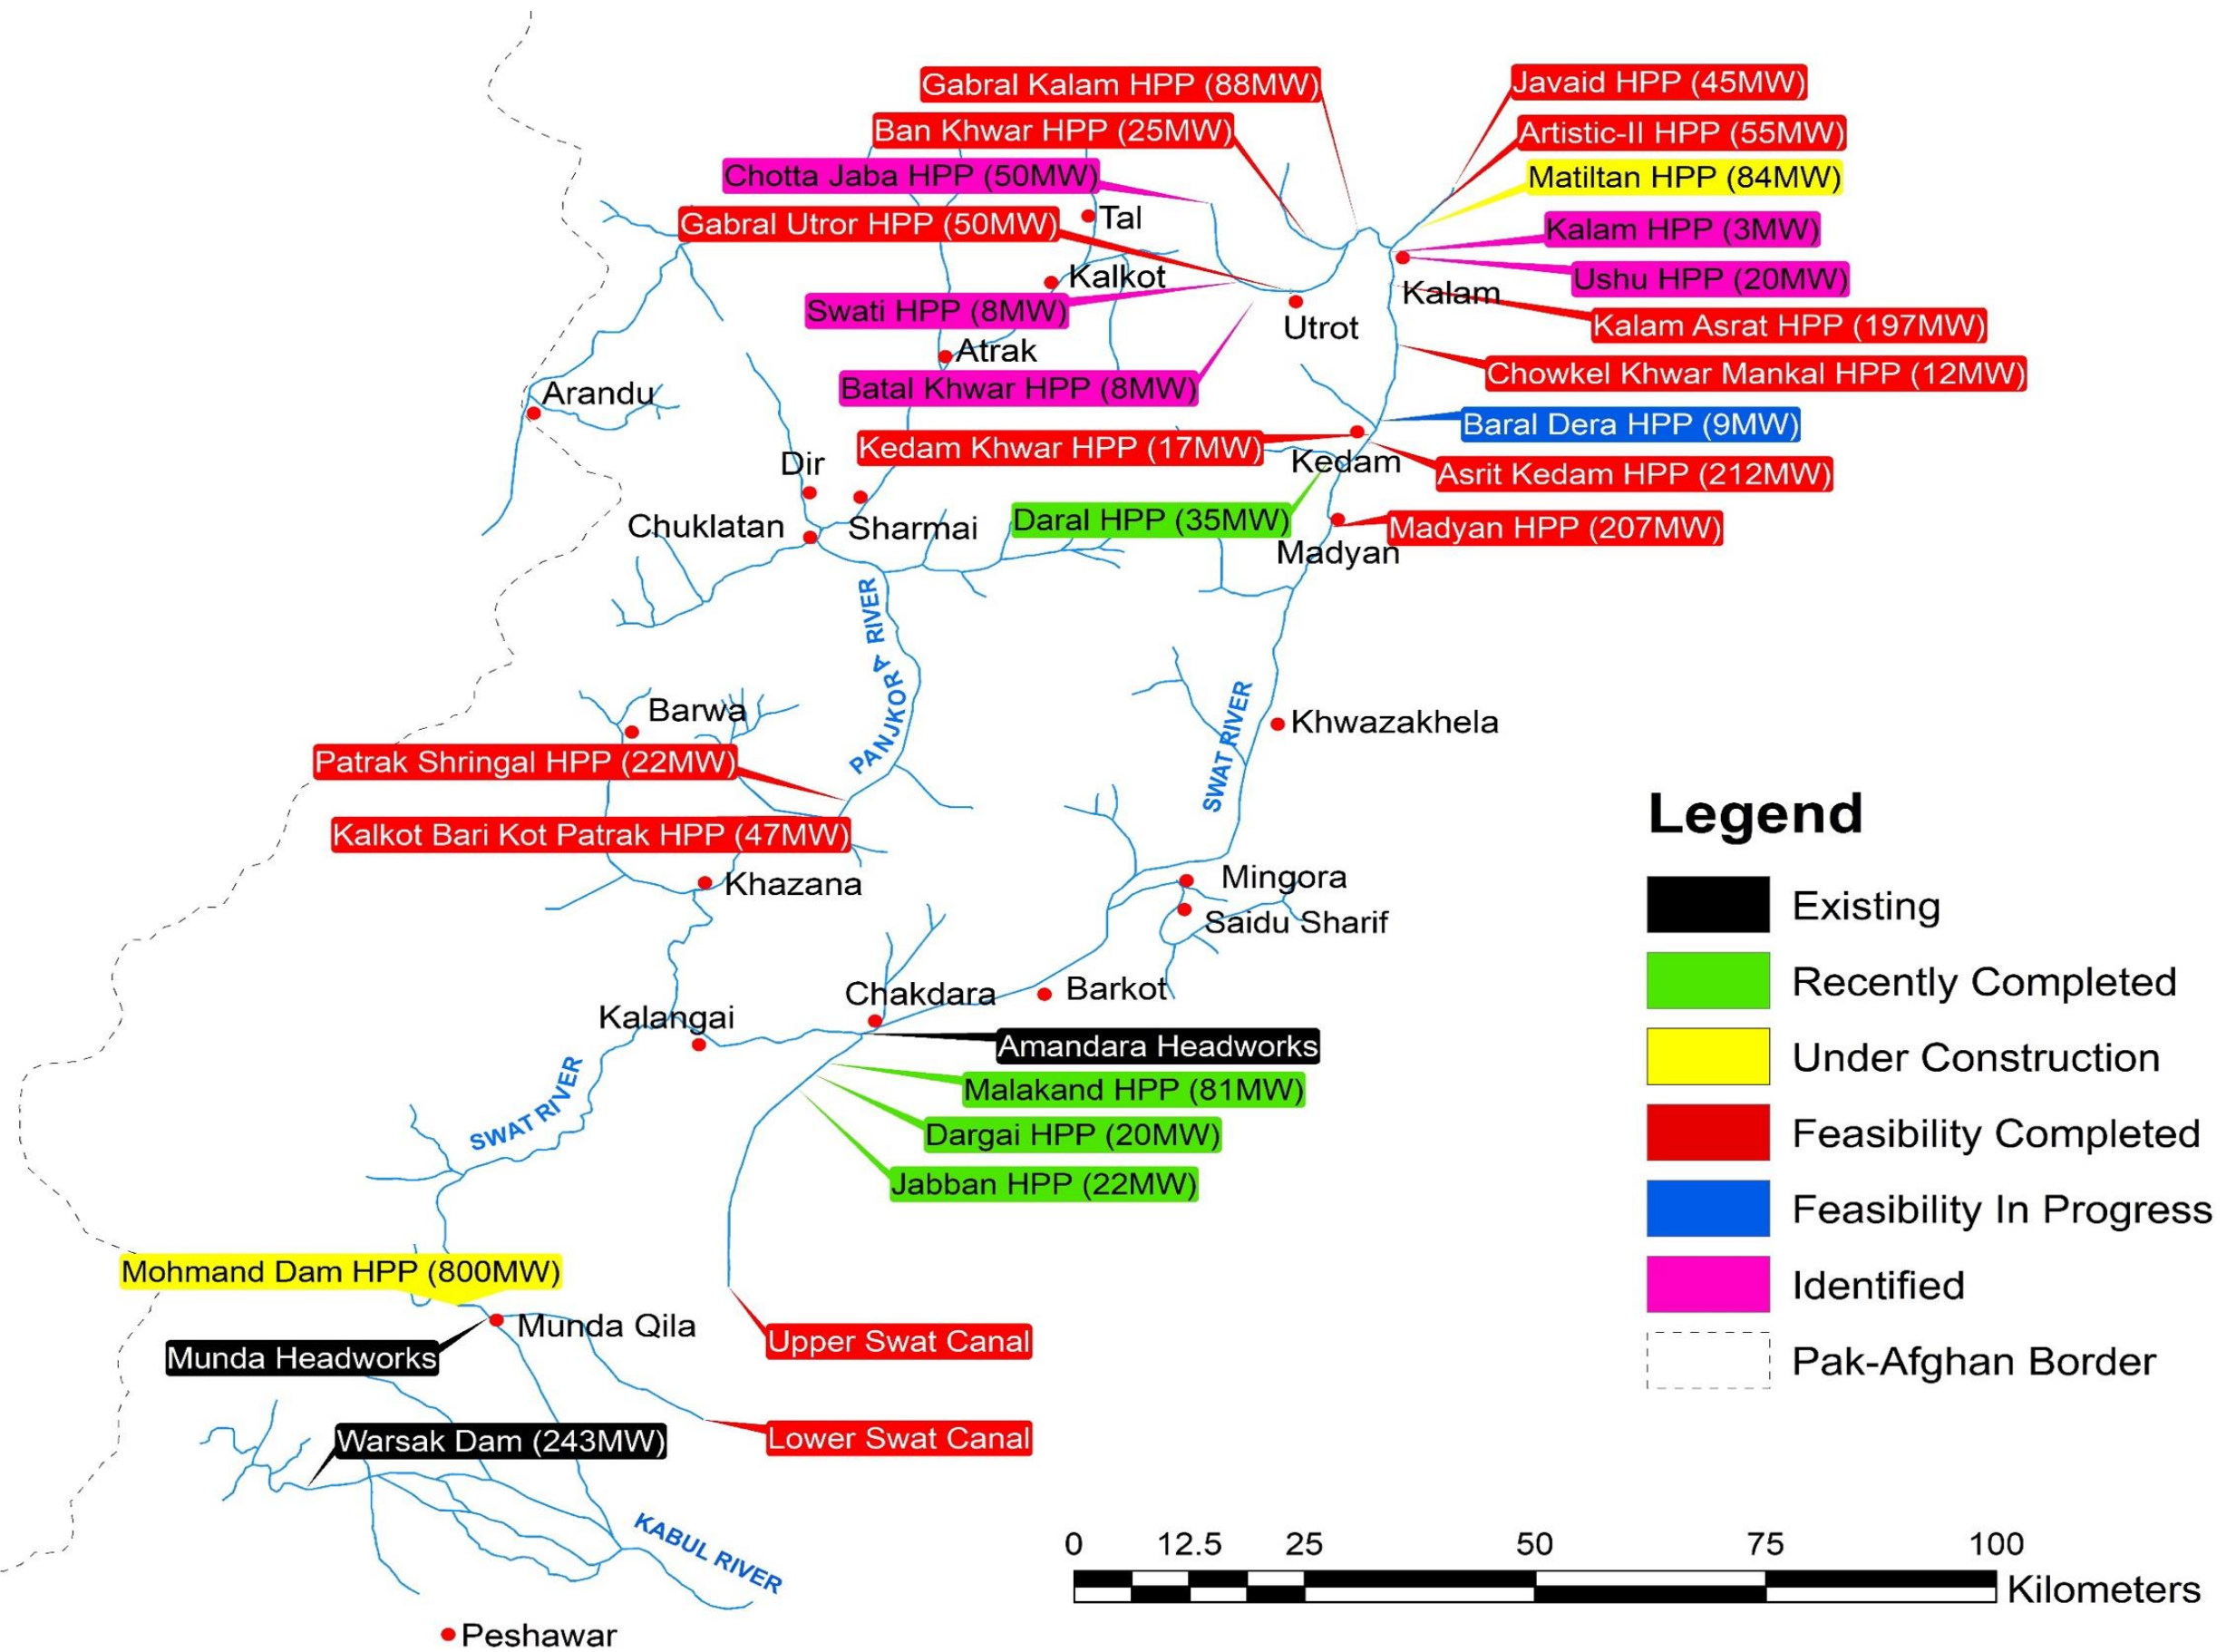 Gabral Kalam HPP (88MW)
Javaid HPP (45MW)
Ban Khwar HPP (25MW)
Artistic-II HPP (55MW)
Chotta Jaba HPP (50MW)
Matiltan HPP (84MW)
Gabral Utror HPP (50MW)
Tal
Kalam HPP (3MW)
Kalkot
Ushu HPP (20MW)
Kalam
Swati HPP (8MW)
Utrot
Kalam Asrat HPP (197MW)
Atrak
Chowkel Khwar Mankal HPP (12MW)
Batal Khwar HPP (8MW)
Arandu
Baral Dera HPP (9MW)
Kedam Khwar HPP (17MW)
Kedam
Dir
Asrit Kedam HPP (212MW)
Chuklatan
Sharmai
Daral HPP (35MW)
Madyan HPP (207MW)
Madyan
PANJKORA RIVER
Barwa
SWAT RIVER
Khwazakhela
Patrak Shringal HPP (22MW)
Kalkot Bari Kot Patrak HPP (47MW)
Khazana
Mingora
Saidu Sharif
Chakdara
Barkot
Kalangai
Amandara Headworks
SWAT RIVER
Malakand HPP (81MW)
Dargai HPP (20MW)
Jabban HPP (22MW)
Mohmand Dam HPP (800MW)
Munda Qila
Munda Headworks
Upper Swat Canal
Warsak Dam (243MW)
Lower Swat Canal
KABUL RIVER
Peshawar
Legend
Existing
Recently Completed
Under Construction
Feasibility Completed
Feasibility In Progress
Identified
Pak-Afghan Border
0 12.5 25 50 75 100
Kilometers